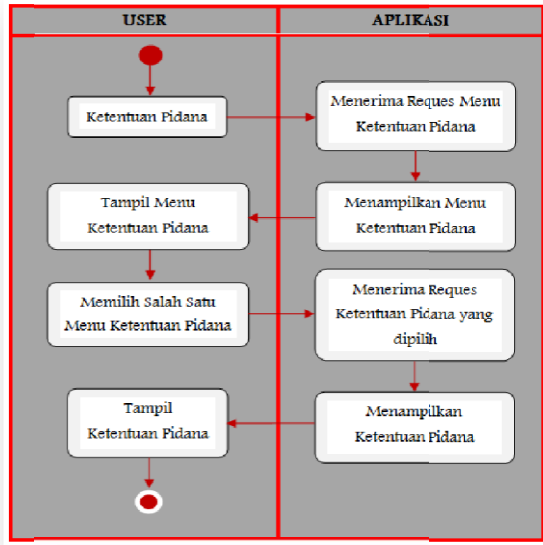 USER
APLIKASI
Ketentuan Pidana
Menerima Reques Menu
Ketentuan Pidana
Tampil Menu
Ketentuan Pidana
Menampilkan Menu
Ketentuan Pidana
Memilih Salah Satu
Menu Ketentuan Pidana
Menerima Reques
Ketentuan Pidana yang
dipilih
Tampil
Ketentuan Pidana
Menampilkan
Ketentuan Pidana